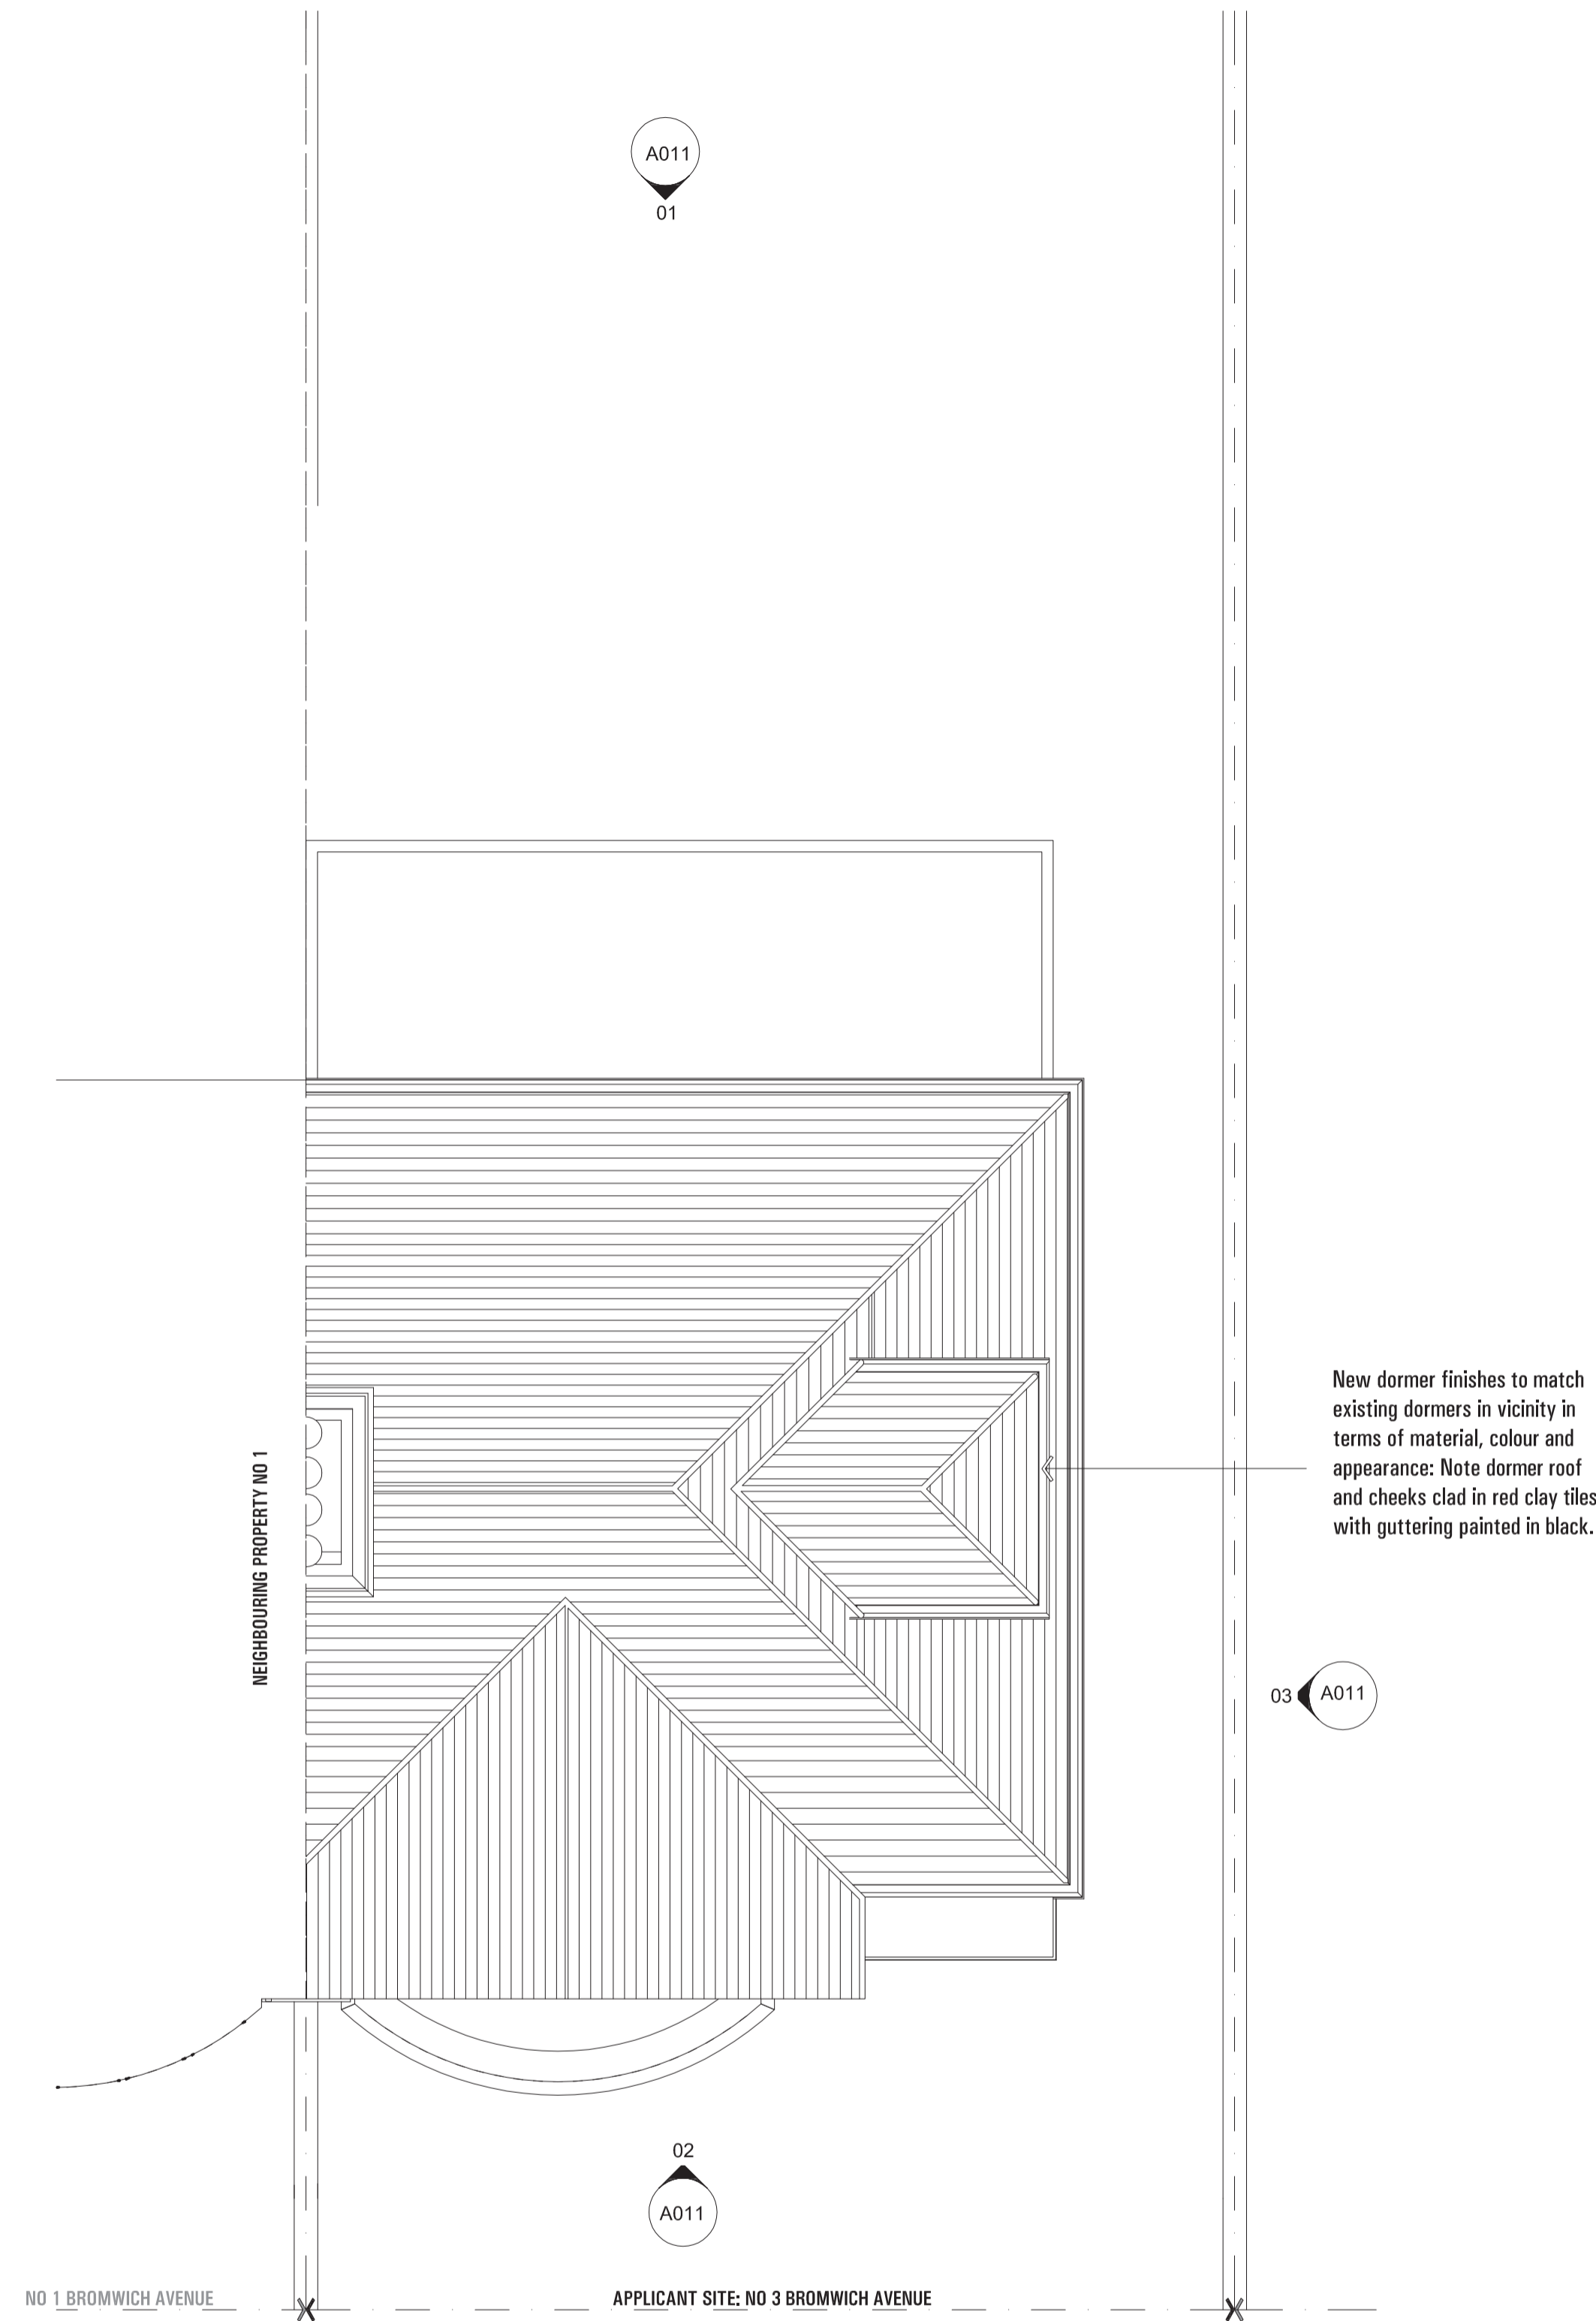 A011
01
New dormer finishes to match
existing dormers in vicinity in
terms of material, colour and
appearance: Note dormer roof
and cheeks clad in red clay tiles
with guttering painted in black.
NEIGHBOURING PROPERTY NO 1
03 A011
02
A011
NO 1 BROMWICH AVENUE
APPLICANT SITE: NO 3 BROMWICH AVENUE